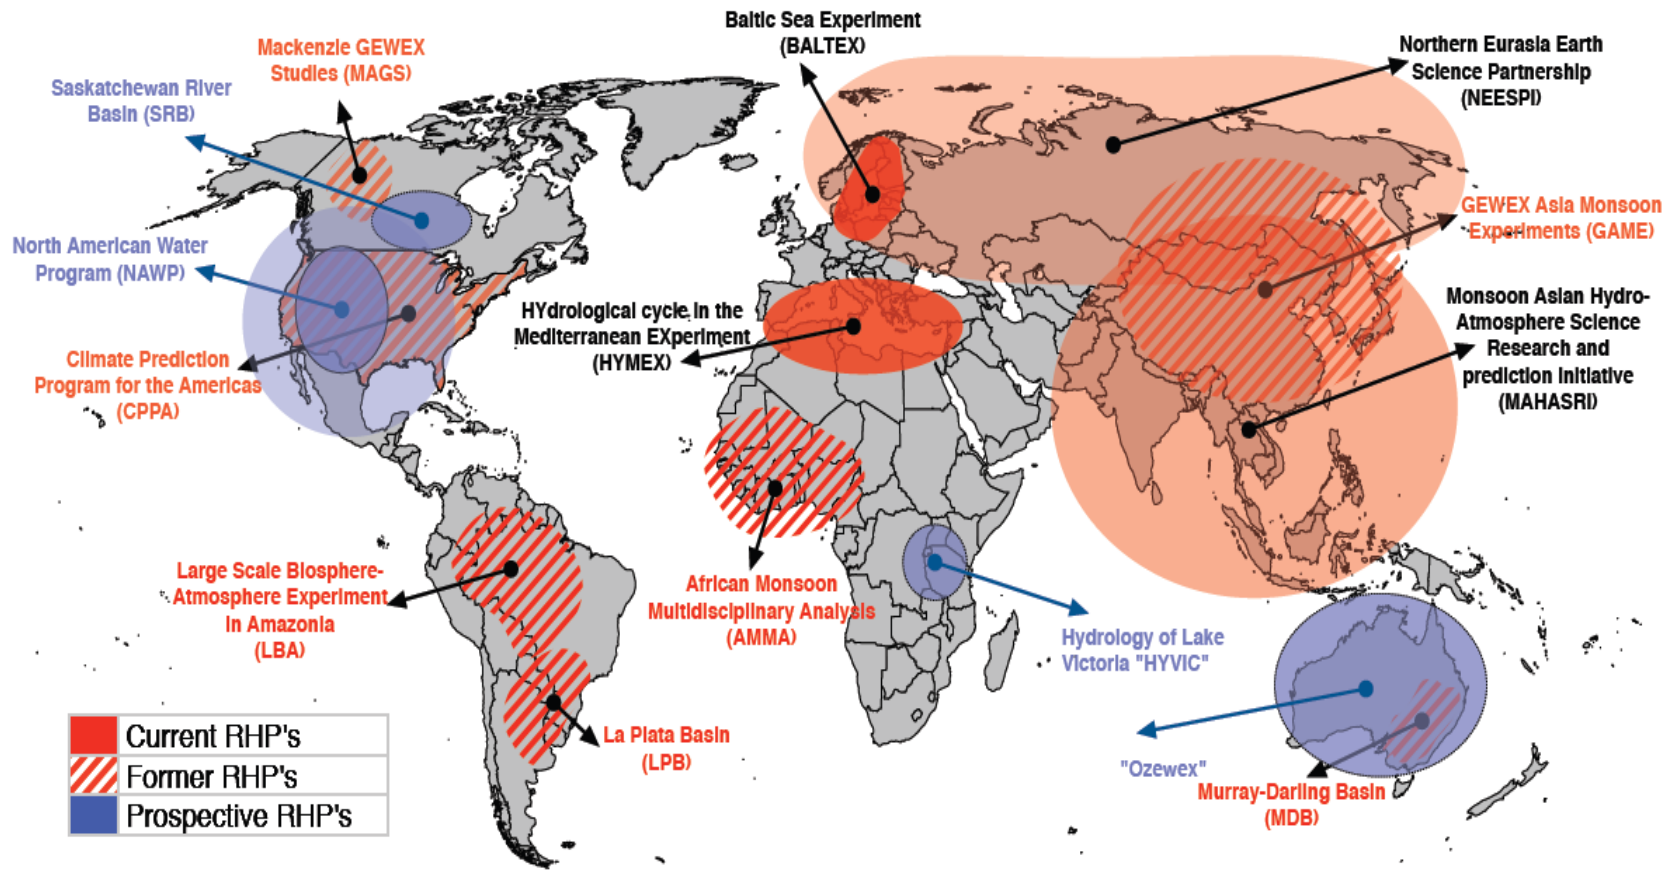 Baltic Sea Experiment
(BALTEX)
Mackenzie GEWEX
Studies (MAGS)
Northern Eurasia Earth
Science Partnership
(NEESPI)
Saskatchewan River
Basin (SRB)
GEWEX Asia Monsoon
Experiments (GAME)
North American Water
Program (NAWP)
HYdrological cycle in the
Mediterranean EXperiment
(HYMEX)
Monsoon Asian Hydro-
Atmosphere Science
Research and
prediction Initiative
(MAHASRI)
Climate Prediction
Program for the Americas
(CPPA)
Large Scale Biosphere-
Atmosphere Experiment
in Amazonia
(LBA)
African Monsoon
Multidisciplinary Analysis
(AMMA)
Hydrology of Lake
Victoria "HYVIC"
La Plata Basin
(LPB)
"Ozewex"
Murray-Darling Basin
(MDB)
Current RHP's
Former RHP's
Prospective RHP's